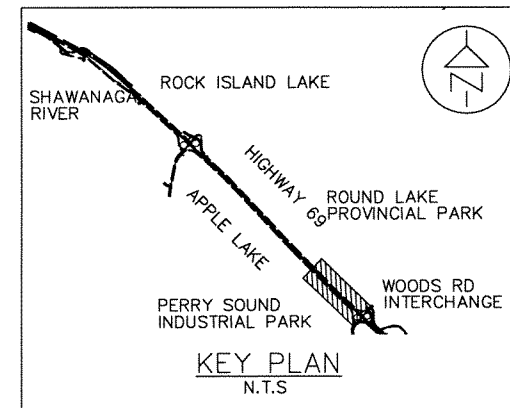 ROCK ISLAND LAKE
SHAWANAGA
RIVER
HIGHWAY 69
APPLE LAKE
ROUND LAKE
PROVINCIAL PARK
WOODS RD
INTERCHANGE
PERRY SOUND
INDUSTRIAL PARK
KEY PLAN
N.T.S
N